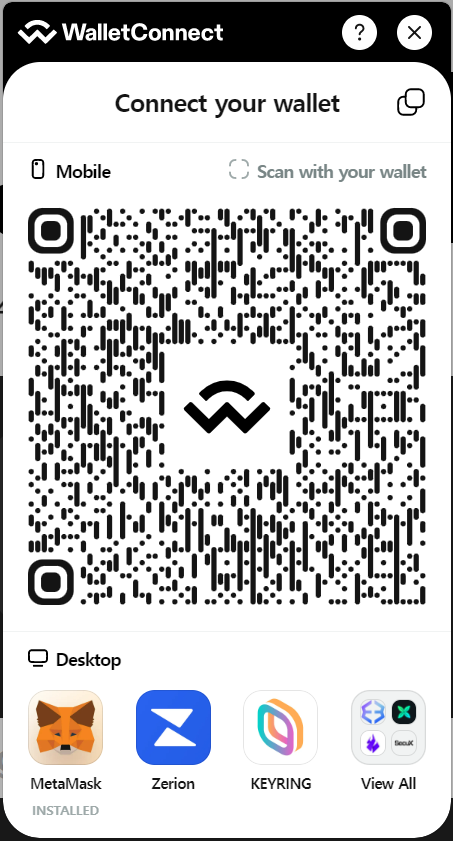 WalletConnect
?
Connect your wallet
Mobile
Scan with your wallet
Desktop
MetaMask
Zerion
KEYRING
View All
INSTALLED